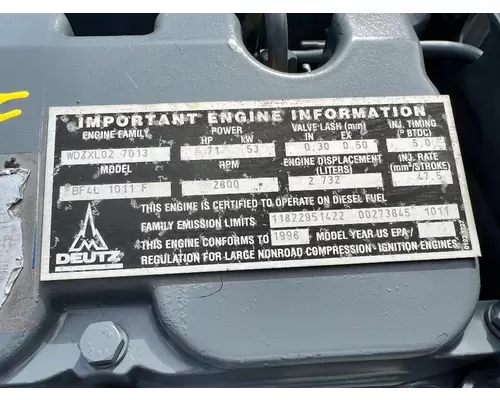 IMPORTANT ENGINE INFORMATION
ENGINE FAMILY POWER VALVE LASH (mm) INJ. TIMING
HP kW IN EX (° BTDC)
WDZXL02.7013 71 53 0,30 0,50 5,0
MODEL RPM ENGINE DISPLACEMENT (LITERS) INJ. RATE (mm³/STROKE)
BF4L 1011 F 2800 2.732 47.5
THIS ENGINE IS CERTIFIED TO OPERATE ON DIESEL FUEL
FAMILY EMISSION LIMITS 11822951422 00273845 1011
THIS ENGINE CONFORMS TO 1998 MODEL YEAR US EPA/
REGULATION FOR LARGE NONROAD COMPRESSION - IGNITION ENGINES.
DEUTZ